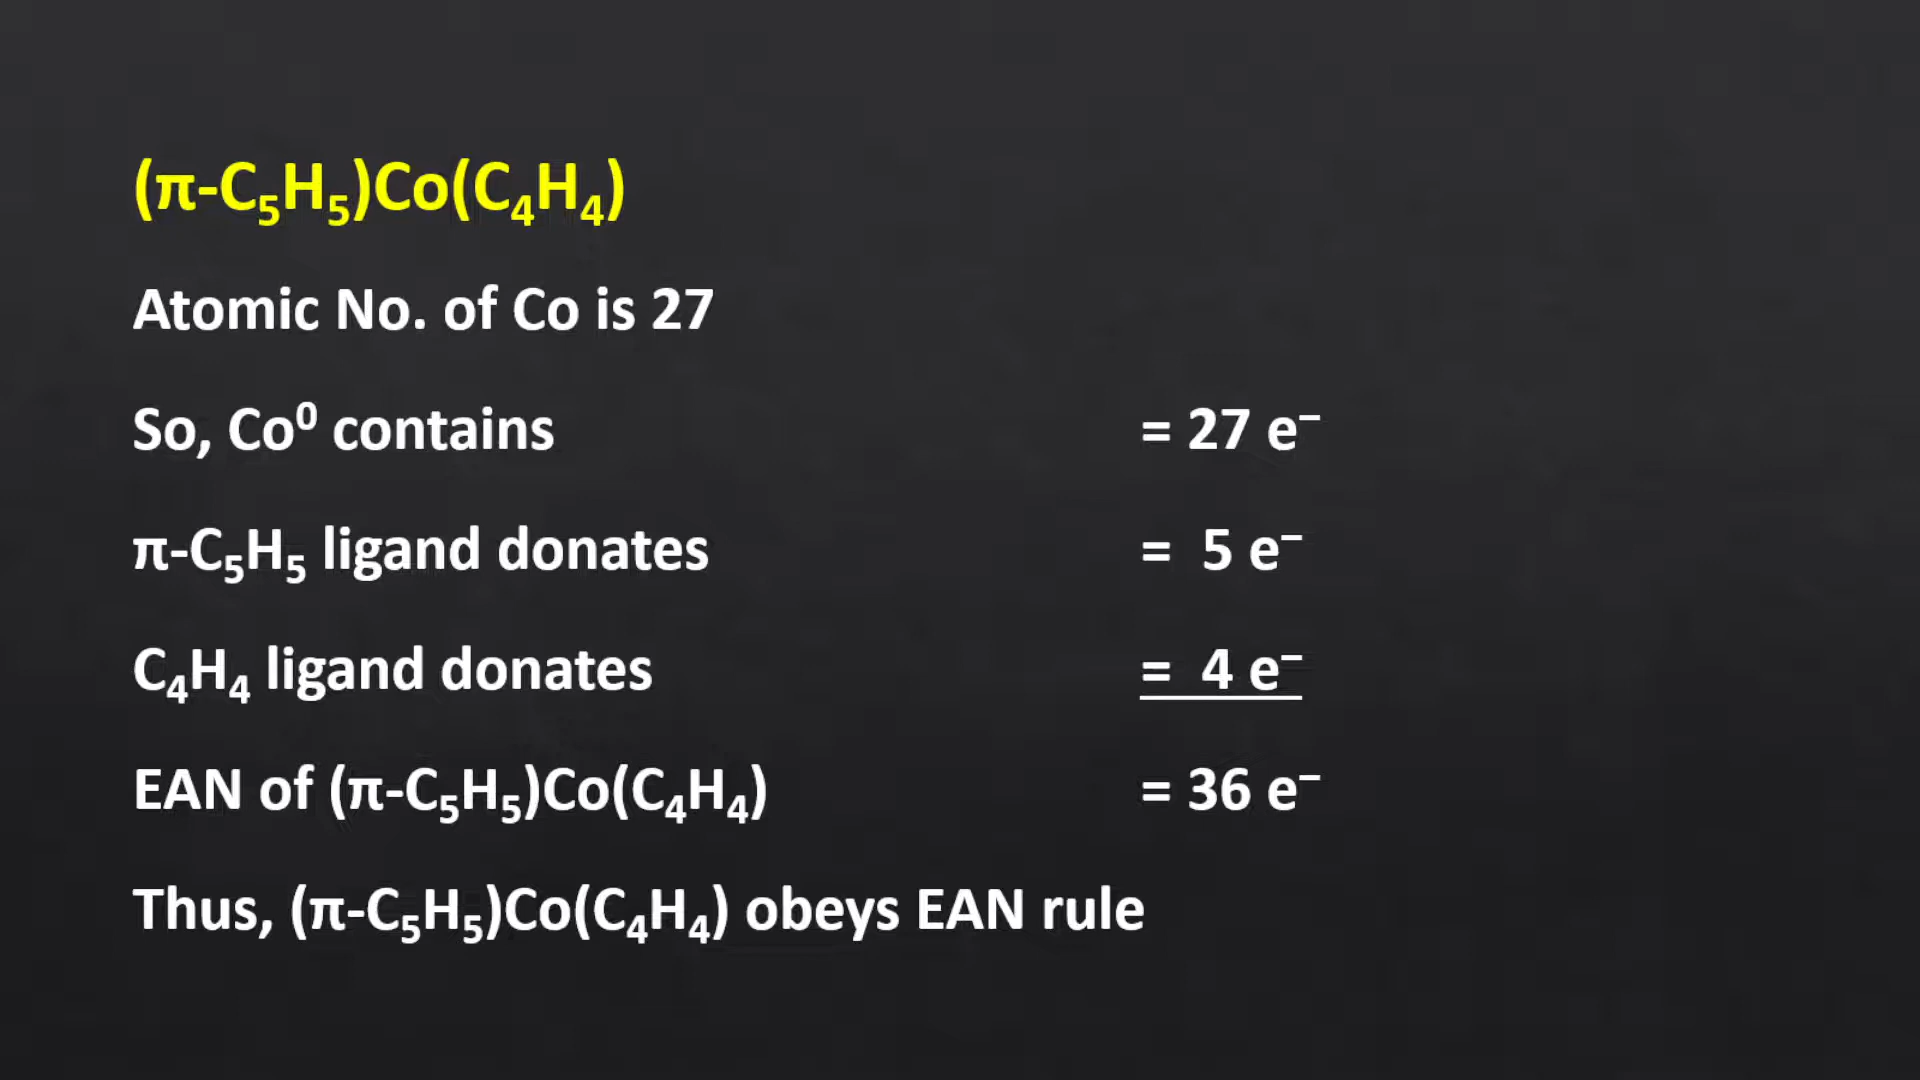 (π-C₅H₅)Co(C₄H₄)
Atomic No. of Co is 27
So, Co⁰ contains = 27 e⁻
π-C₅H₅ ligand donates = 5 e⁻
C₄H₄ ligand donates = 4 e⁻
EAN of (π-C₅H₅)Co(C₄H₄) = 36 e⁻
Thus, (π-C₅H₅)Co(C₄H₄) obeys EAN rule